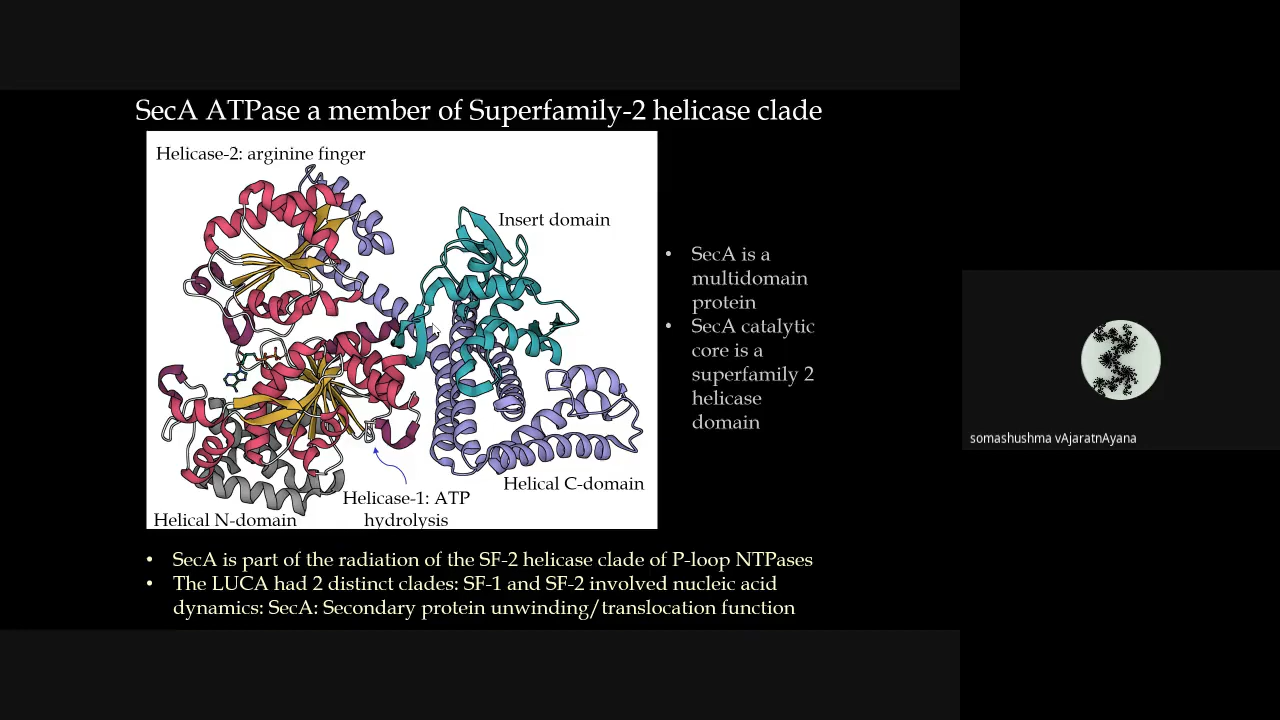 SecA ATPase a member of Superfamily-2 helicase clade
Helicase-2: arginine finger
Insert domain
Helical C-domain
Helicase-1: ATP
hydrolysis
Helical N-domain
• SecA is a
multidomain
protein
• SecA catalytic
core is a
superfamily 2
helicase
domain
• SecA is part of the radiation of the SF-2 helicase clade of P-loop NTPases
• The LUCA had 2 distinct clades: SF-1 and SF-2 involved nucleic acid
dynamics: SecA: Secondary protein unwinding/translocation function
somashushma vAjaratnAyana